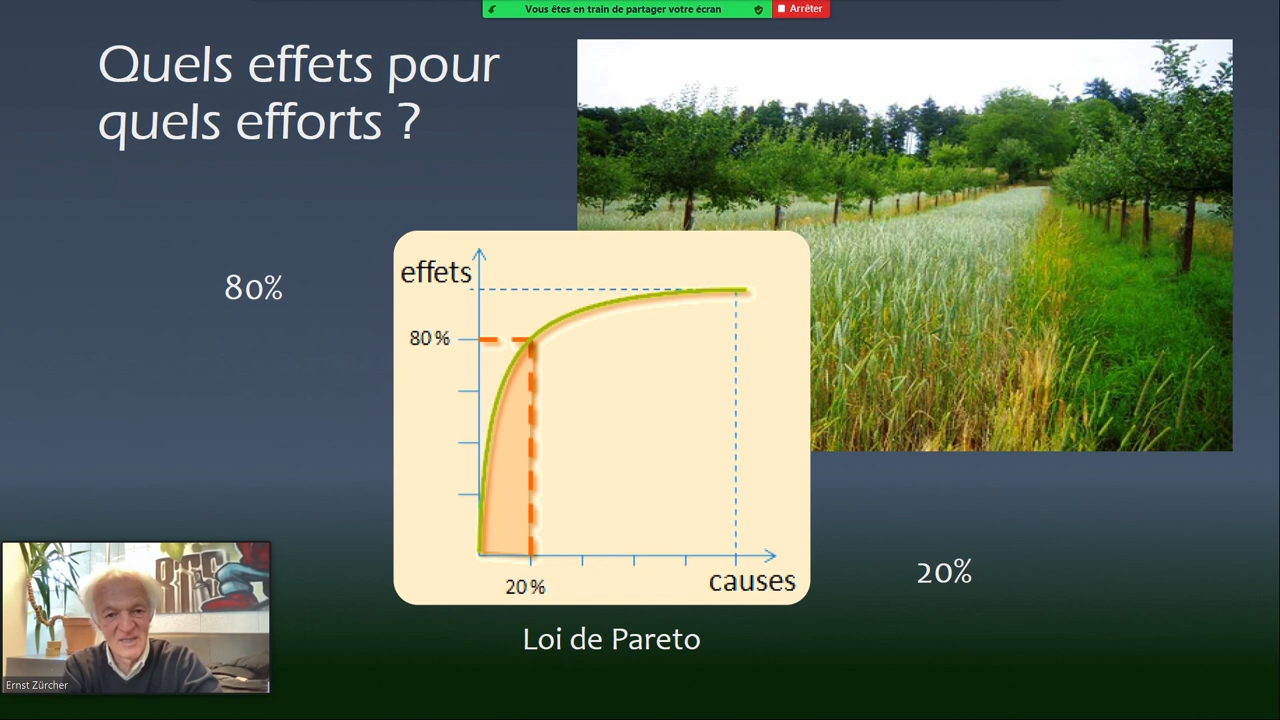 Vous êtes en train de partager votre écran
Arrêter
Quels effets pour
quels efforts ?
80%
effets
80 %
20 %
causes
20%
Loi de Pareto
Ernst Zürcher